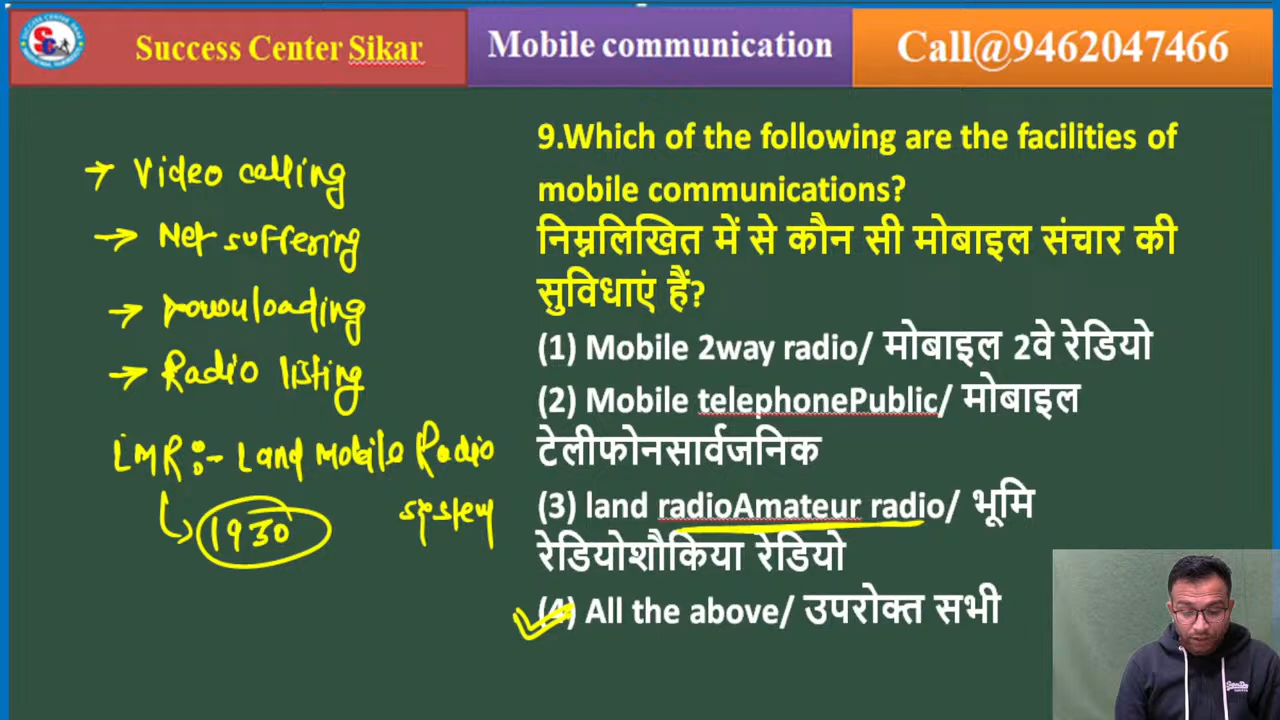 Success Center Sikar
Mobile communication
Call@9462047466
→ Video calling
→ Net suffering
→ Downloading
→ Radio listing
LMR:- Land Mobile Radio
system
1930
9.Which of the following are the facilities of
mobile communications?
निम्नलिखित में से कौन सी मोबाइल संचार की
सुविधाएं हैं?
(1) Mobile 2way radio/ मोबाइल 2वे रेडियो
(2) Mobile telephonePublic/ मोबाइल
टेलीफोनसार्वजनिक
(3) land radioAmateur radio/ भूमि
रेडियोशौकिया रेडियो
(4) All the above/ उपरोक्त सभी